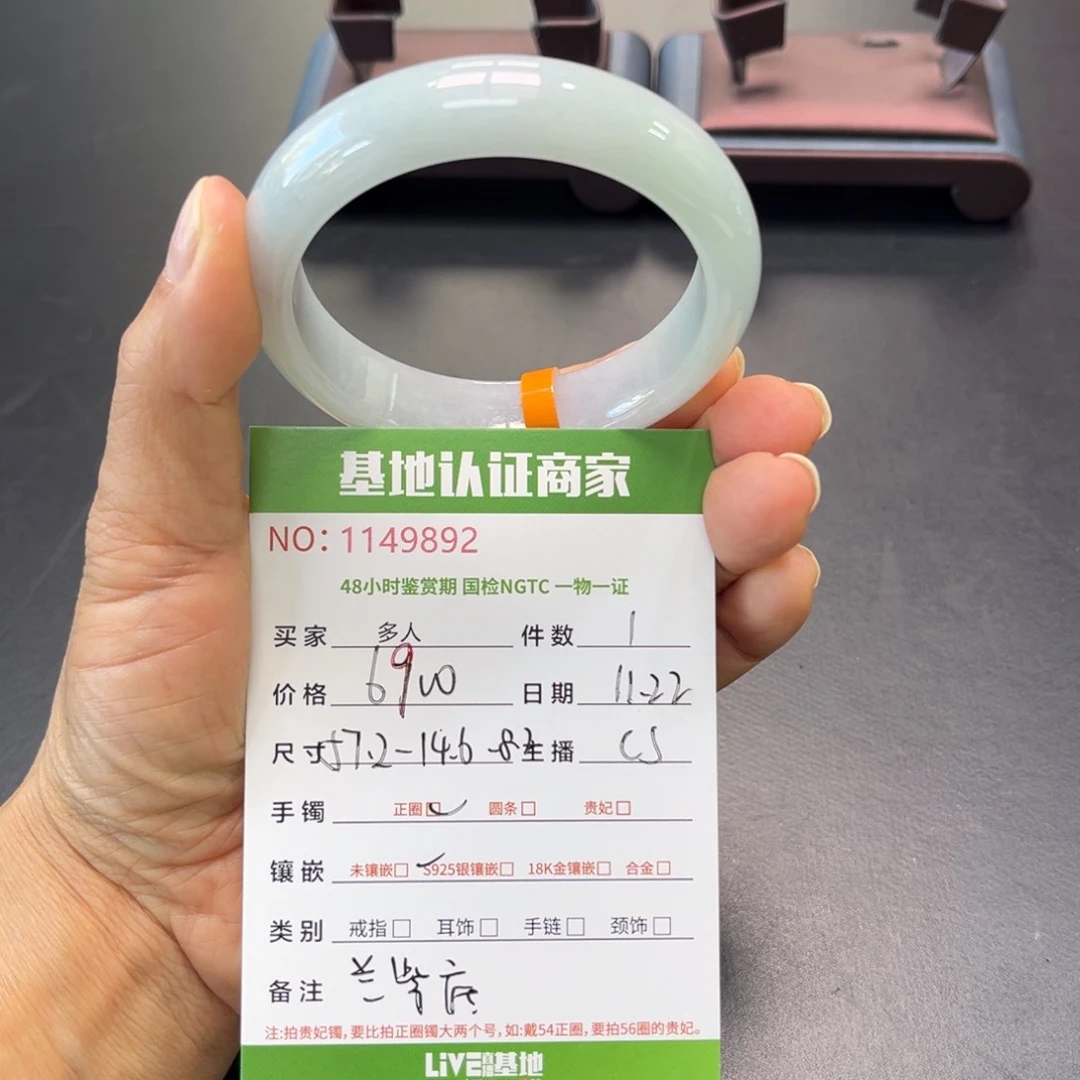 基地认证商家
NO: 1149892
48小时鉴赏期 国检NGTC 一物一证
买家 多人 件数 1
价格 6900 日期 11-22
尺寸 57.2-14.6-8 主播 CS
手镯 正圈☑ 圆条□ 贵妃□
镶嵌 未镶嵌□ S925银镶嵌□ 18K金镶嵌□ 合金□
类别 戒指□ 耳饰□ 手链□ 颈饰□
备注 兰紫底
注:拍贵妃镯,要比拍正圈镯大两个号,如:戴54正圈,要拍56圈的贵妃。
LIVE直播基地